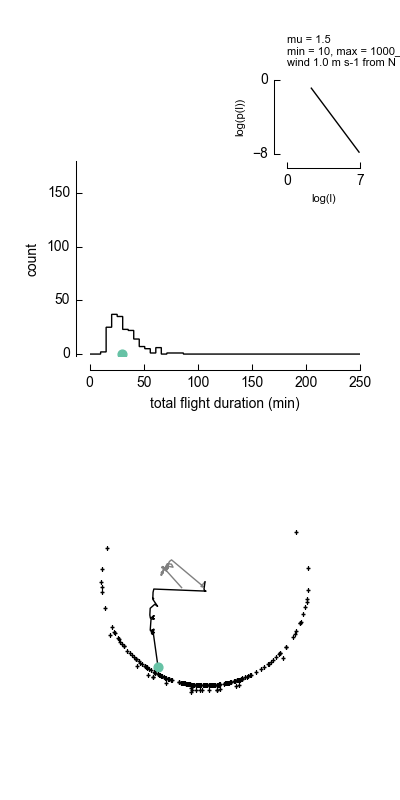 mu = 1.5
min = 10, max = 1000_
wind 1.0 m s-1 from N
0
−8
log(p(l))
0 7
log(l)
150
100
50
0
count
0 50 100 150 200 250
total flight duration (min)